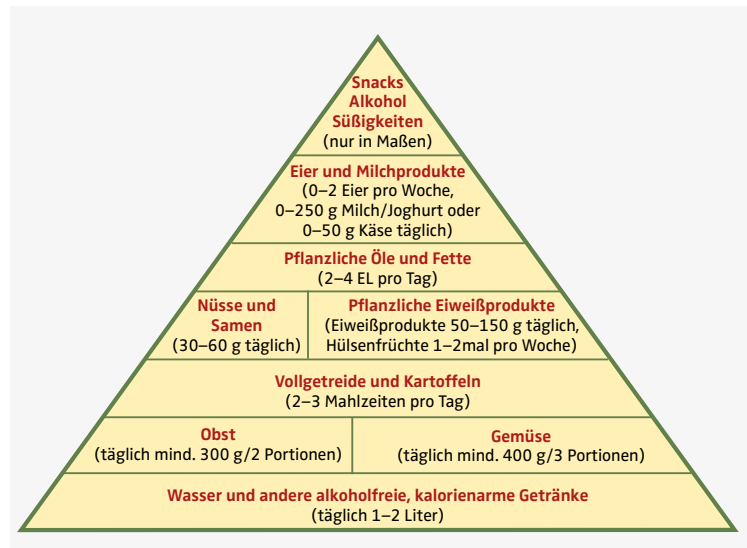 Snacks
Alkohol
Süßigkeiten
(nur in Maßen)
Eier und Milchprodukte
(0–2 Eier pro Woche,
0–250 g Milch/Joghurt oder
0–50 g Käse täglich)
Pflanzliche Öle und Fette
(2–4 EL pro Tag)
Nüsse und
Samen
(30–60 g täglich)
Pflanzliche Eiweißprodukte
(Eiweißprodukte 50–150 g täglich,
Hülsenfrüchte 1–2mal pro Woche)
Vollgetreide und Kartoffeln
(2–3 Mahlzeiten pro Tag)
Obst
(täglich mind. 300 g/2 Portionen)
Gemüse
(täglich mind. 400 g/3 Portionen)
Wasser und andere alkoholfreie, kalorienarme Getränke
(täglich 1–2 Liter)